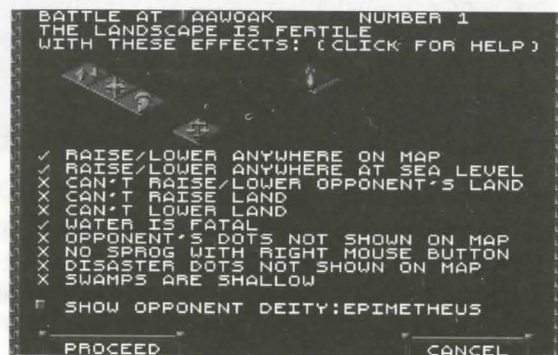 BATTLE AT AAWOAK NUMBER 1
THE LANDSCAPE IS FERTILE
WITH THESE EFFECTS: (CLICK FOR HELP)
✓ RAISE/LOWER ANYWHERE ON MAP
✓ RAISE/LOWER ANYWHERE AT SEA LEVEL
X CAN'T RAISE/LOWER OPPONENT'S LAND
X CAN'T RAISE LAND
X CAN'T LOWER LAND
✓ WATER IS FATAL
X OPPONENT'S DOTS NOT SHOWN ON MAP
X NO SPROG WITH RIGHT MOUSE BUTTON
X DISASTER DOTS NOT SHOWN ON MAP
X SWAMPS ARE SHALLOW
SHOW OPPONENT DEITY:EPIMETHEUS
PROCEED CANCEL